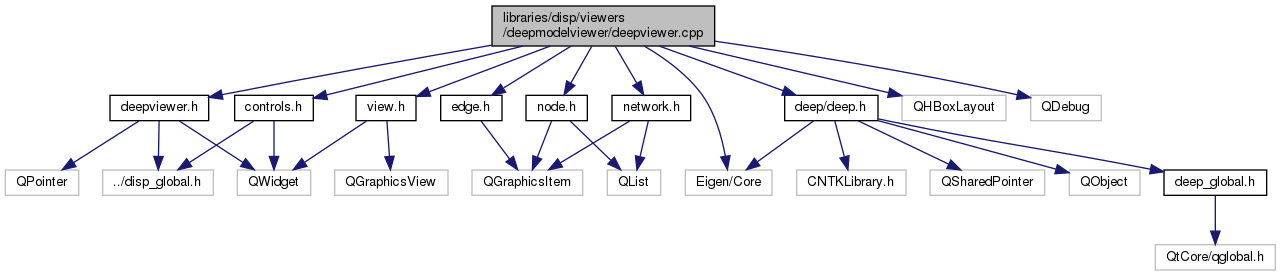 libraries/disp/viewers
/deepmodelviewer/deepviewer.cpp
deepviewer.h
controls.h
view.h
edge.h
node.h
network.h
deep/deep.h
QHBoxLayout
QDebug
QPointer
../disp_global.h
QWidget
QGraphicsView
QGraphicsItem
QList
Eigen/Core
CNTKLibrary.h
QSharedPointer
QObject
deep_global.h
QtCore/qglobal.h